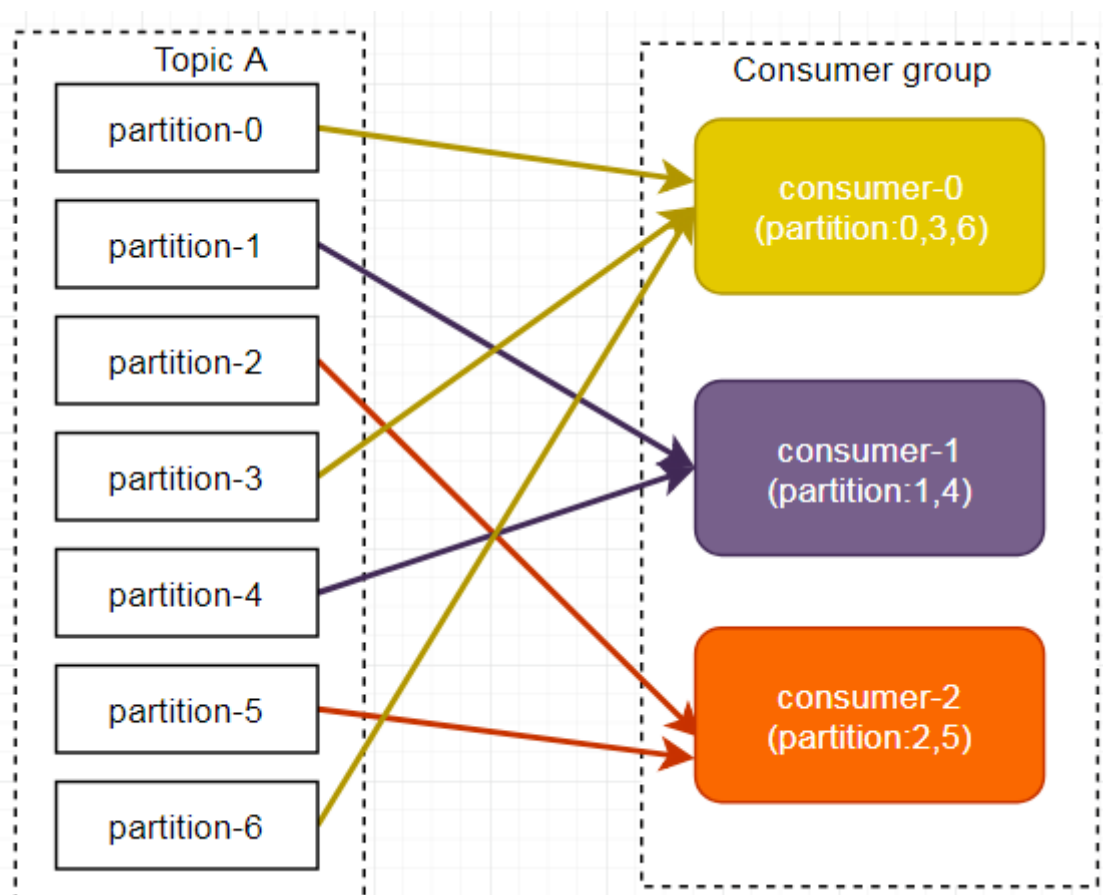 Topic A
partition-0
partition-1
partition-2
partition-3
partition-4
partition-5
partition-6
Consumer group
consumer-0
(partition:0,3,6)
consumer-1
(partition:1,4)
consumer-2
(partition:2,5)